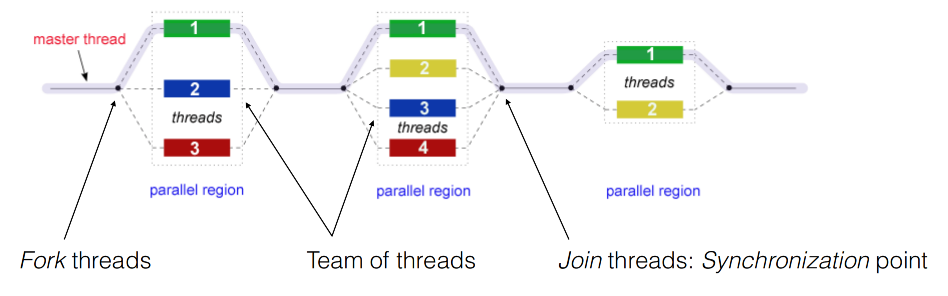 master thread
1
2
threads
3
parallel region
1
2
3
threads
4
parallel region
1
threads
2
parallel region
Fork threads
Team of threads
Join threads: Synchronization point